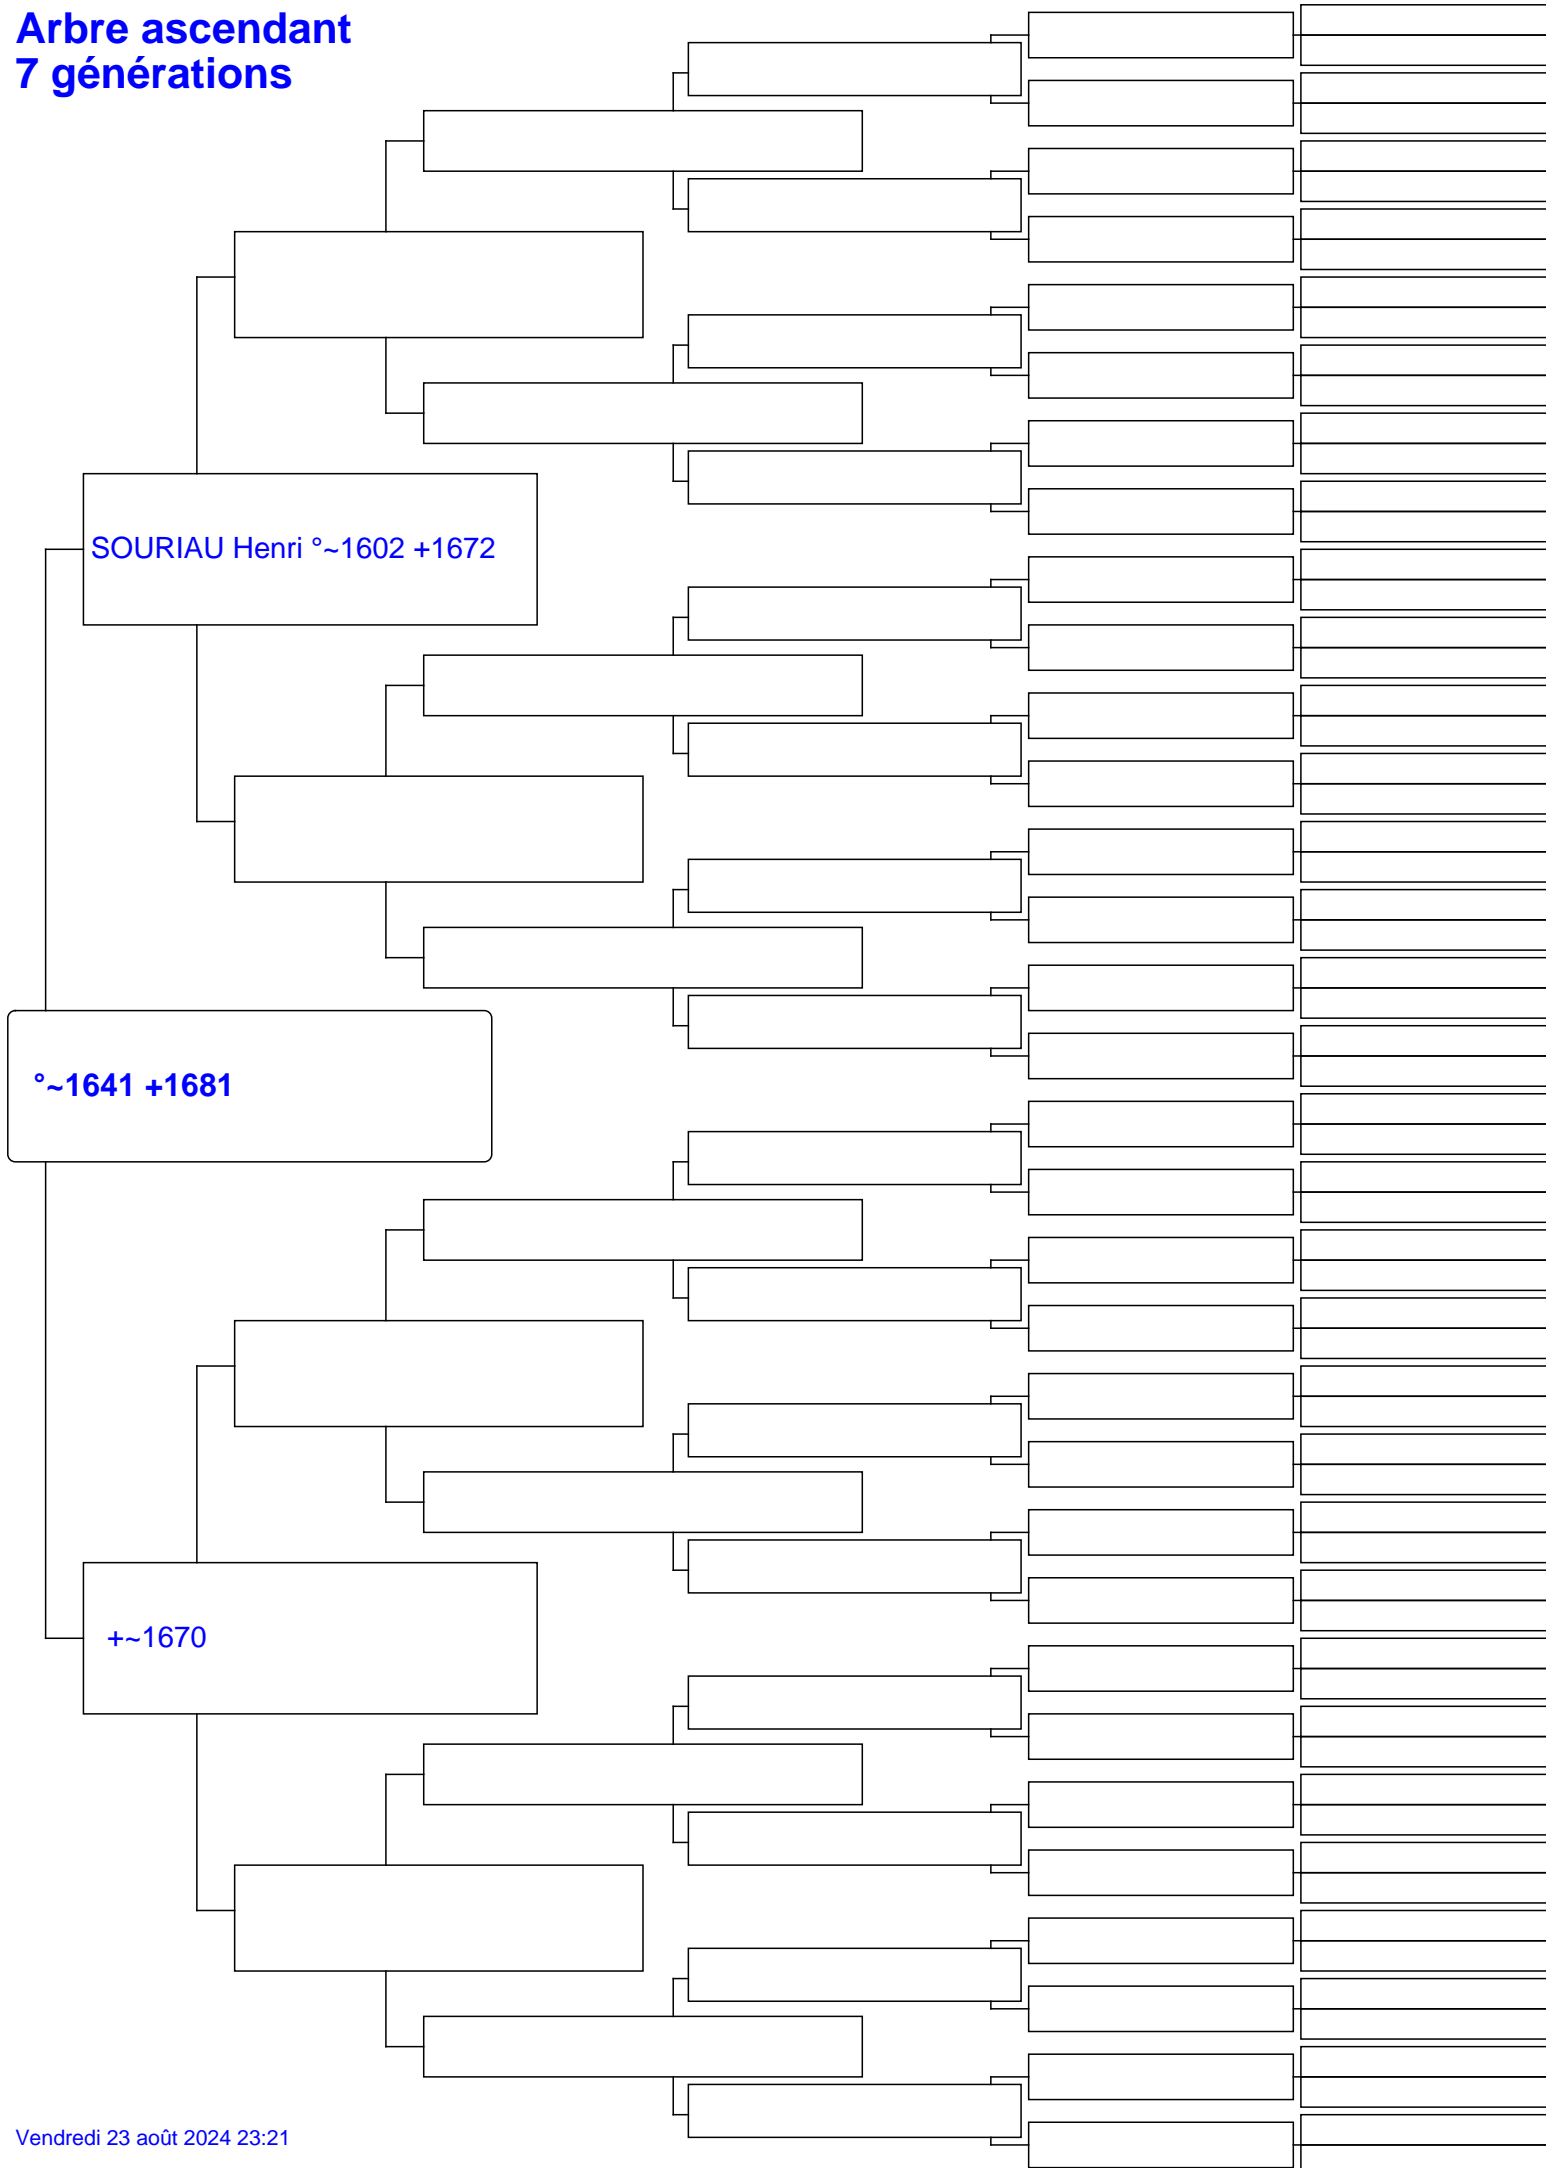 Arbre ascendant
7 générations
SOURIAU Henri °~1602 +1672
°~1641 +1681
+~1670
Vendredi 23 août 2024 23:21